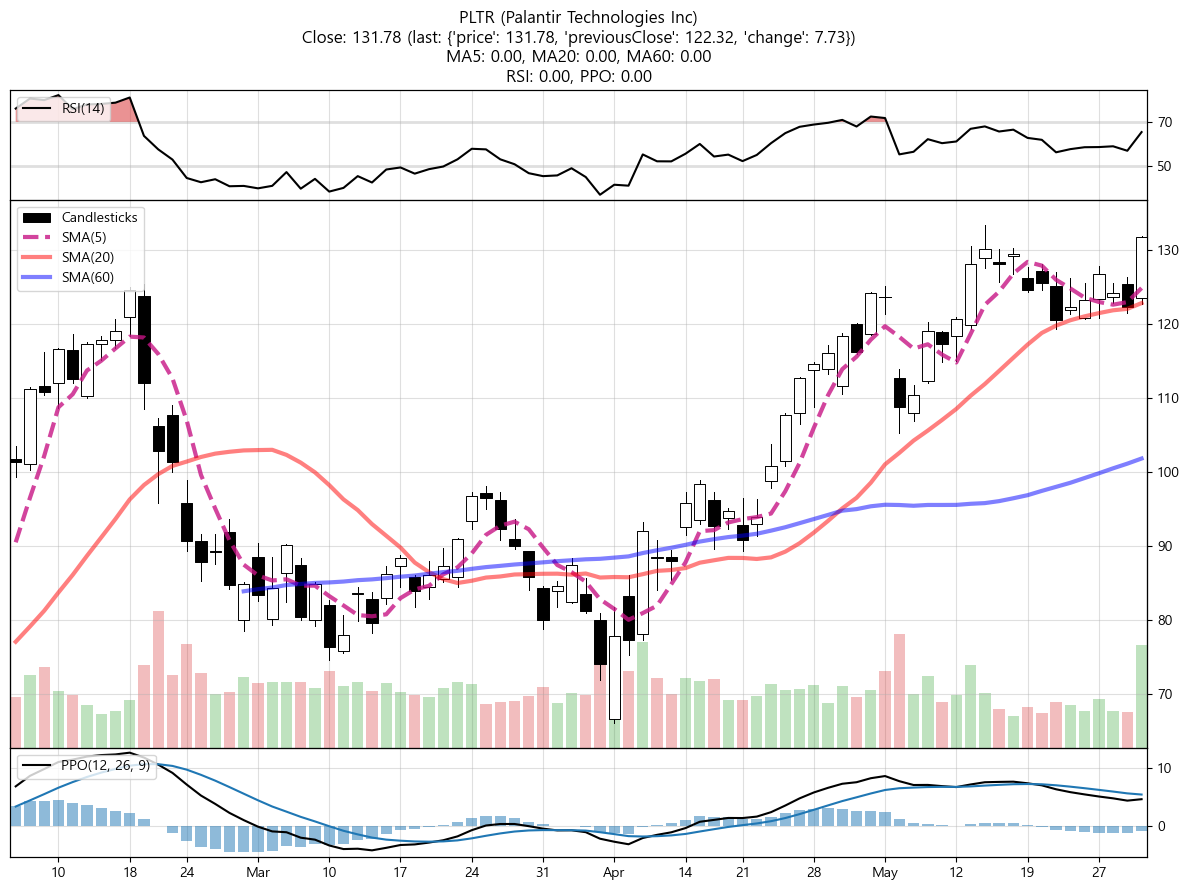 PLTR (Palantir Technologies Inc)
Close: 131.78 (last: {'price': 131.78, 'previousClose': 122.32, 'change': 7.73})
MA5: 0.00, MA20: 0.00, MA60: 0.00
RSI: 0.00, PPO: 0.00
RSI(14)
70
50
Candlesticks
SMA(5)
SMA(20)
SMA(60)
130
120
110
100
90
80
70
PPO(12, 26, 9)
10
0
10 18 24 Mar 10 17 24 31 Apr 14 21 28 May 12 19 27